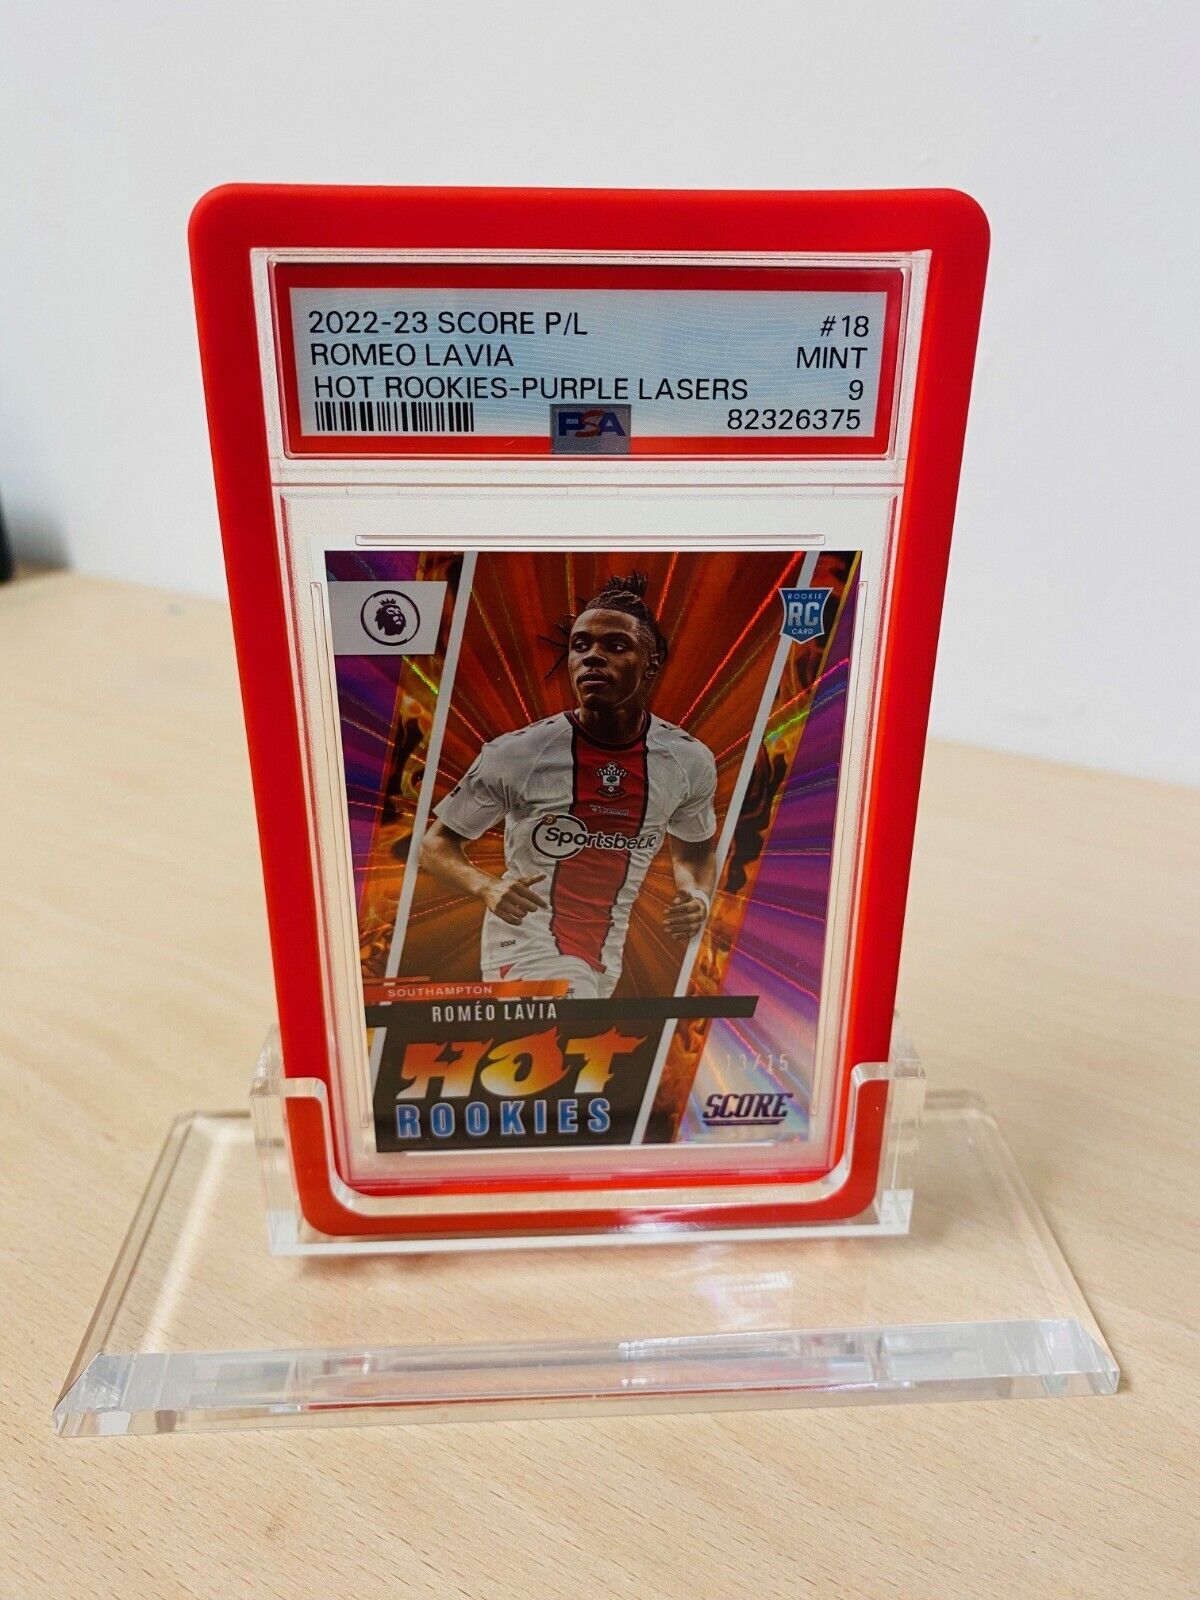 2022-23 SCORE P/L #18
ROMEO LAVIA MINT
HOT ROOKIES-PURPLE LASERS 9
PSA 82326375
ROOKIE
RC
CARD
Sportsbet.io
SOUTHAMPTON
ROMÉO LAVIA
HOT
ROOKIES
13/15
SCORE